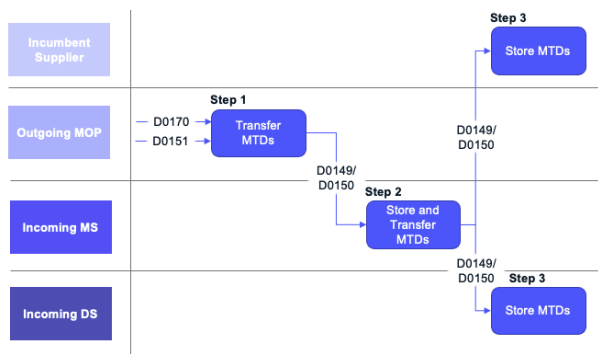 Step 3
Incumbent
Supplier
Store MTDs
Step 1
D0170
D0151
Transfer
MTDs
Outgoing MOP
D0149/
D0150
D0149/
D0150
Step 2
Incoming MS
Store and
Transfer
MTDs
D0149/
D0150
Step 3
Incoming DS
Store MTDs